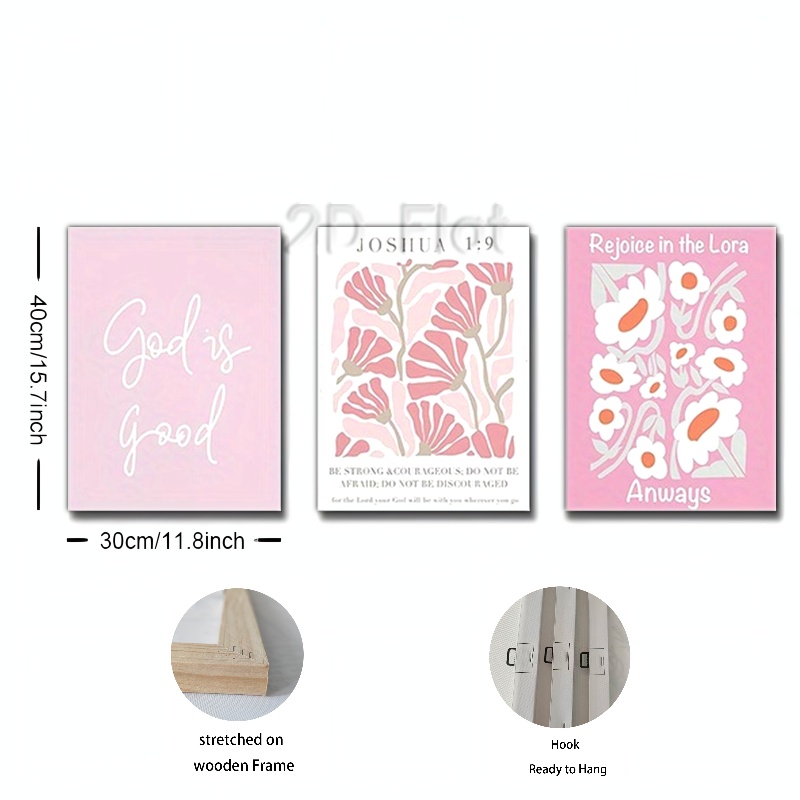 2D Flat
JOSHUA 1:9
Rejoice in the Lora
God is
good
BE STRONG &COURAGEOUS; DO NOT BE
AFRAID; DO NOT BE DISCOURAGED
for the Lord your God will be with you wherever you go
Anways
40cm/15.7inch
30cm/11.8inch
stretched on
wooden Frame
Hook
Ready to Hang